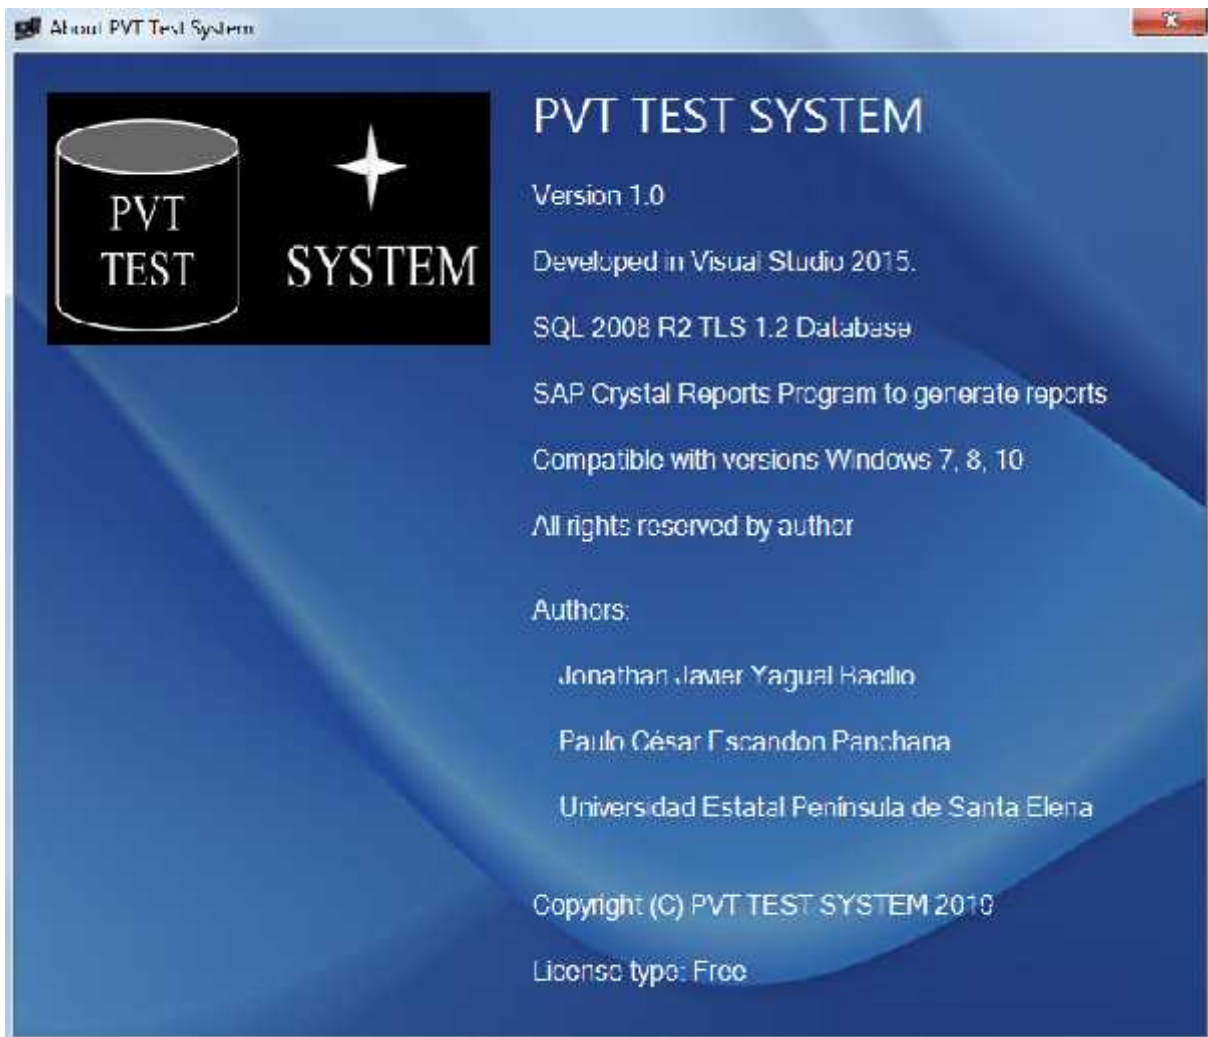 About PVT Test System
PVT
TEST
SYSTEM
PVT TEST SYSTEM
Version 1.0
Developed in Visual Studio 2015.
SQL 2008 R2 TLS 1.2 Database
SAP Crystal Reports Program to generate reports
Compatible with versions Windows 7, 8, 10
All rights reserved by author
Authors:
Jonathan Javier Yagual Bacilio
Paulo César Escandon Panchana
Universidad Estatal Península de Santa Elena
Copyright (C) PVT TEST SYSTEM
License type: Free